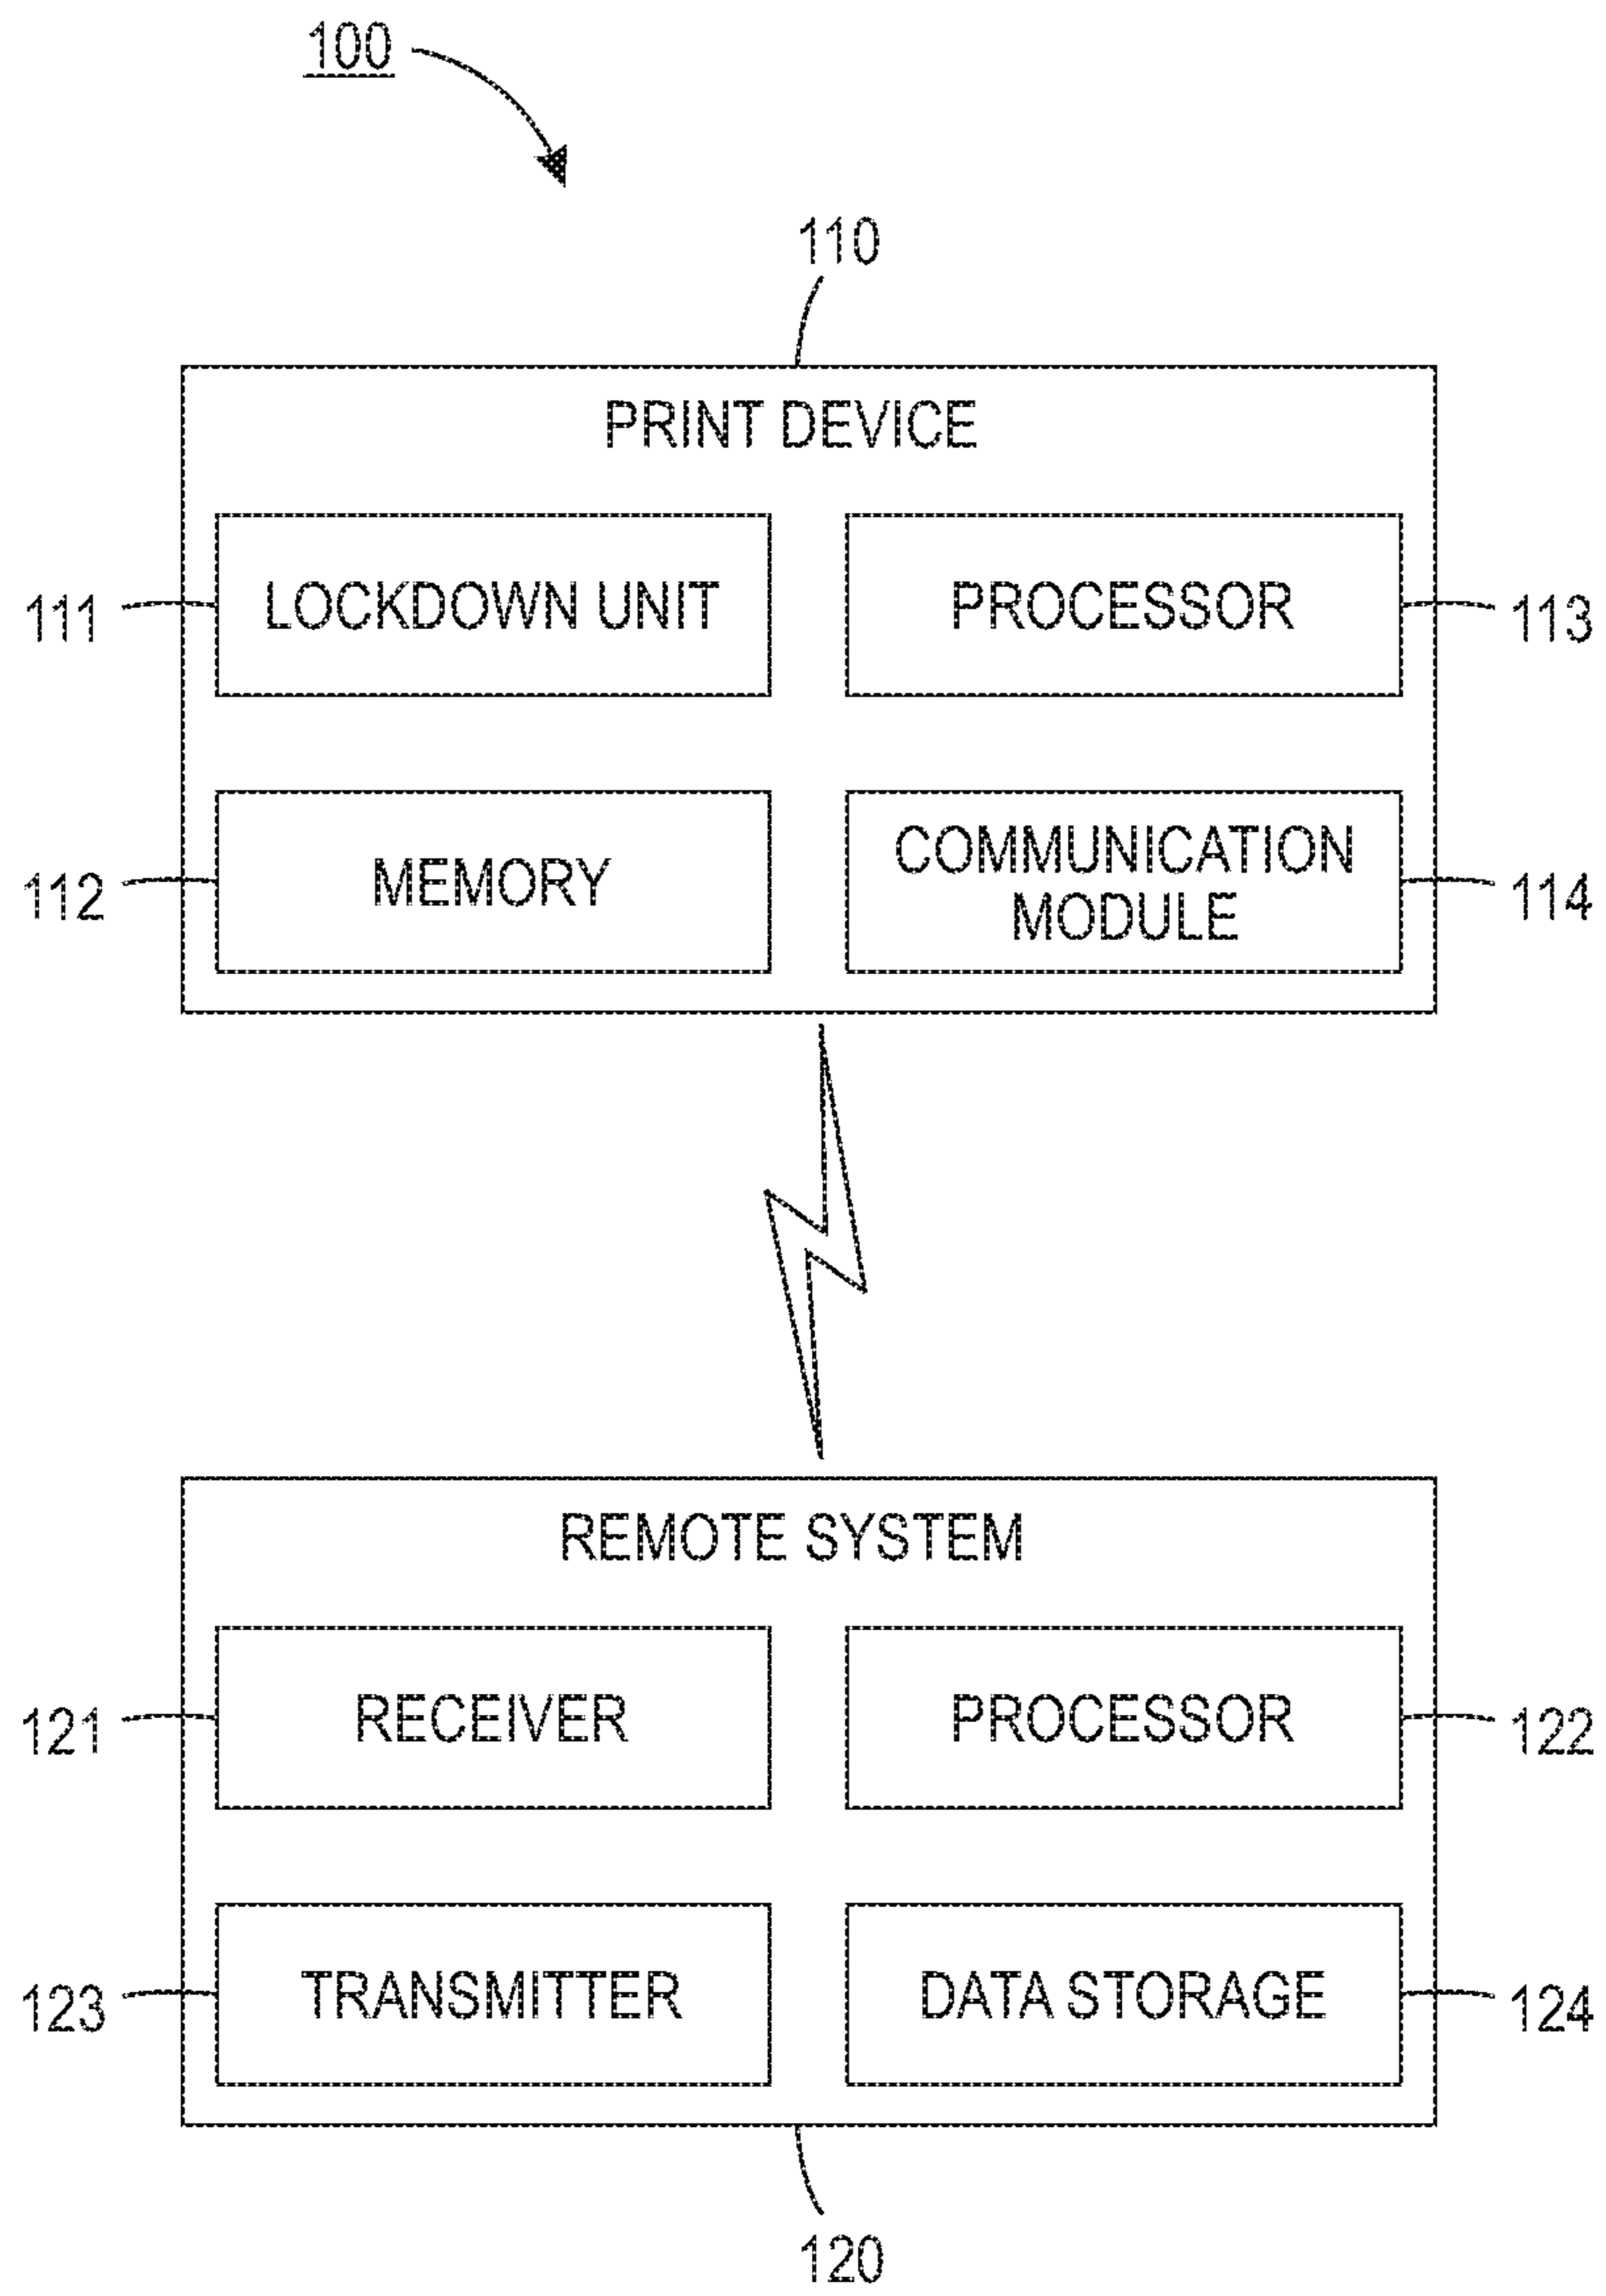 100
110
PRINT DEVICE
111
LOCKDOWN UNIT
PROCESSOR
113
112
MEMORY
COMMUNICATION
MODULE
114
REMOTE SYSTEM
121
RECEIVER
PROCESSOR
122
123
TRANSMITTER
DATA STORAGE
124
120